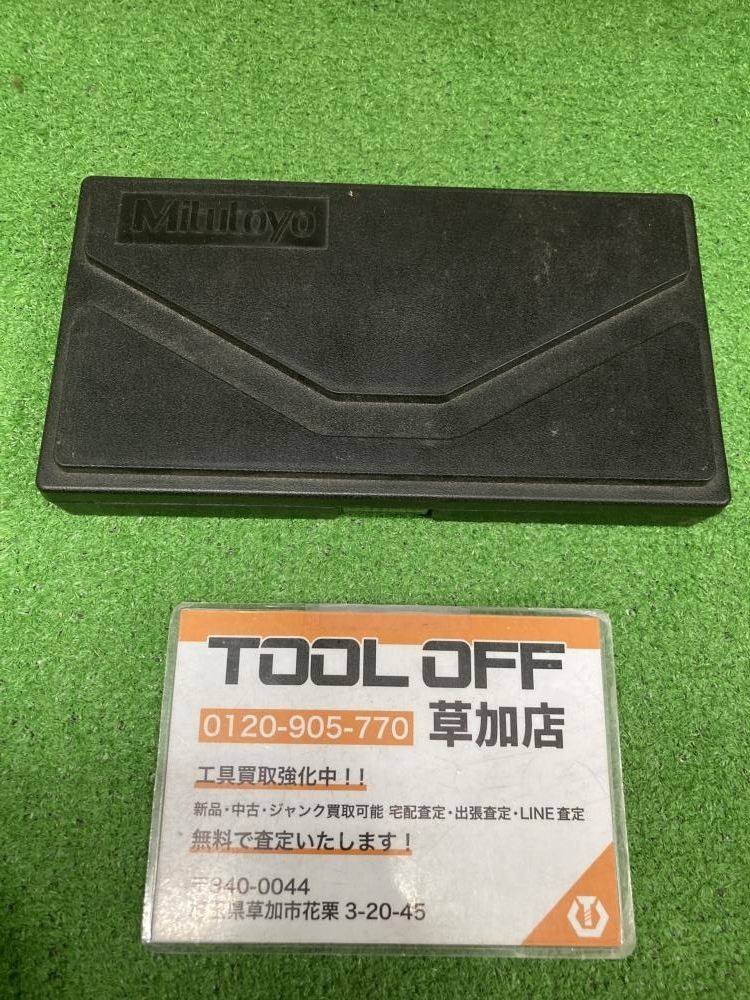 Mitutoyo
TOOL OFF
0120-905-770 草加店
工具買取強化中!!
新品・中古・ジャンク買取可能 宅配査定・出張査定・LINE査定
無料で査定いたします!
〒340-0044
埼玉県草加市花栗 3-20-45